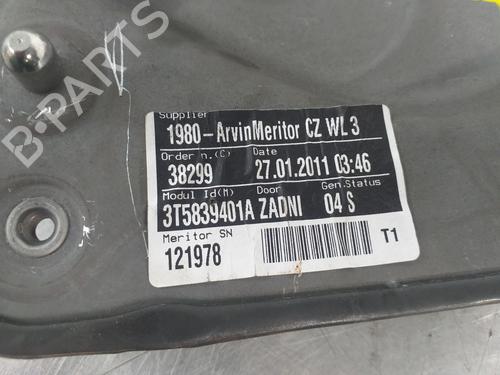 B-PARTS
Supplier
1980-ArvinMeritor CZ WL 3
Order n.(C) Date
38299 27.01.2011 03:46
Modul Id(M) Door Gen.Status
3T5839401A ZADNI 04 S
Meritor SN
121978
T1